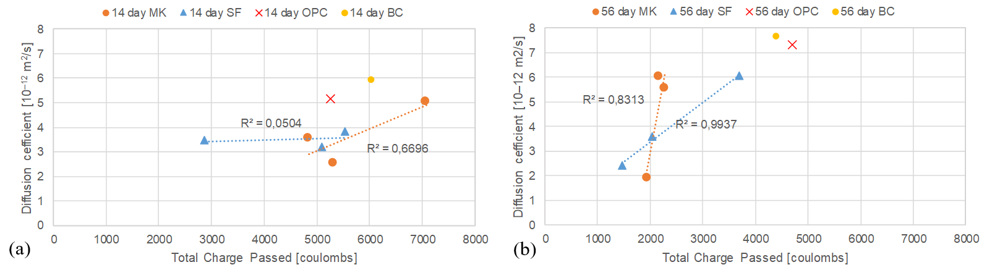 14 day MK 14 day SF 14 day OPC 14 day BC
8
7
6
5
4
3
2
1
0
Diffusion cefficient [10⁻¹² m²/s]
R² = 0,0504
R² = 0,6696
0 1000 2000 3000 4000 5000 6000 7000 8000
Total Charge Passed [coulombs]
(a)
56 day MK 56 day SF 56 day OPC 56 day BC
8
7
6
5
4
3
2
1
0
Diffusion cefficient [10–12 m2/s]
R² = 0,8313
R² = 0,9937
0 1000 2000 3000 4000 5000 6000 7000 8000
Total Charge Passed [coulombs]
(b)